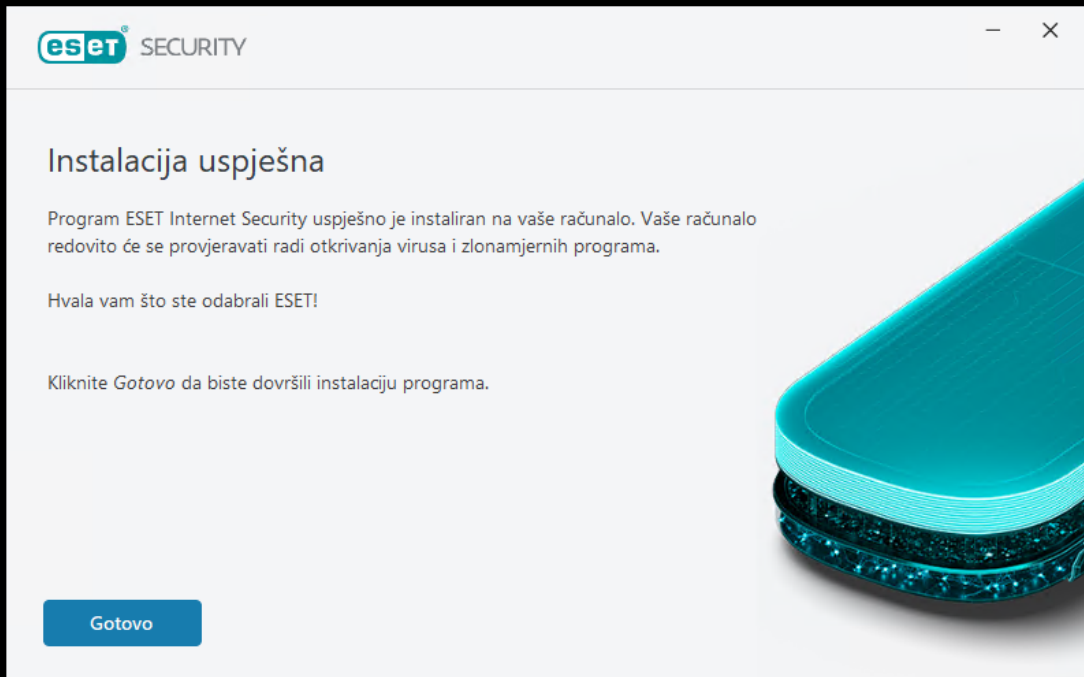 eset® SECURITY
Instalacija uspješna
Program ESET Internet Security uspješno je instaliran na vaše računalo. Vaše računalo
redovito će se provjeravati radi otkrivanja virusa i zlonamjernih programa.
Hvala vam što ste odabrali ESET!
Kliknite Gotovo da biste dovršili instalaciju programa.
Gotovo